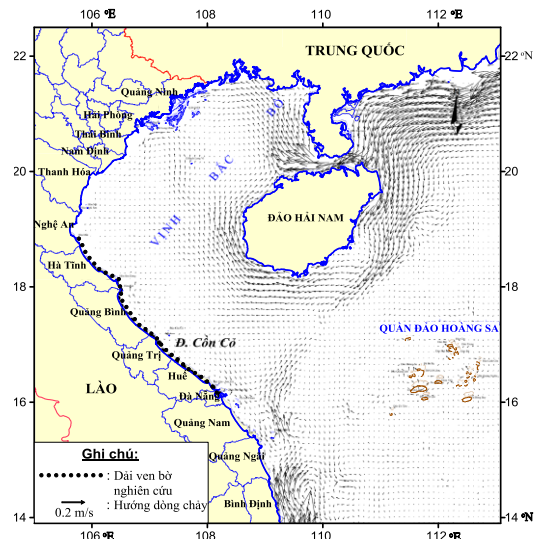 106 °E
108
110
112 °E
22
TRUNG QUỐC
22 °N
Quảng Ninh
BỘ
Hải Phòng
Thái Bình
Nam Định
20
Thanh Hóa
BẮC
20
ĐẢO HẢI NAM
Nghệ An
VỊNH
Hà Tĩnh
18
18
Quảng Bình
QUẦN ĐẢO HOÀNG SA
Đ. Cồn Cỏ
Quảng Trị
Huế
LÀO
Đà Nẵng
16
16
Quảng Nam
Ghi chú:
Quảng Ngãi
: Dải ven bờ
nghiên cứu
: Hướng dòng chảy
0.2 m/s
Bình Định
14
14
106 °E
108
110
112 °E